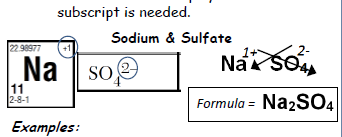 subscript is needed.
Sodium & Sulfate
22.98977 +1
Na
11
2-8-1
SO4 2-
Na 1+ SO4 2-
Formula = Na2SO4
Examples: